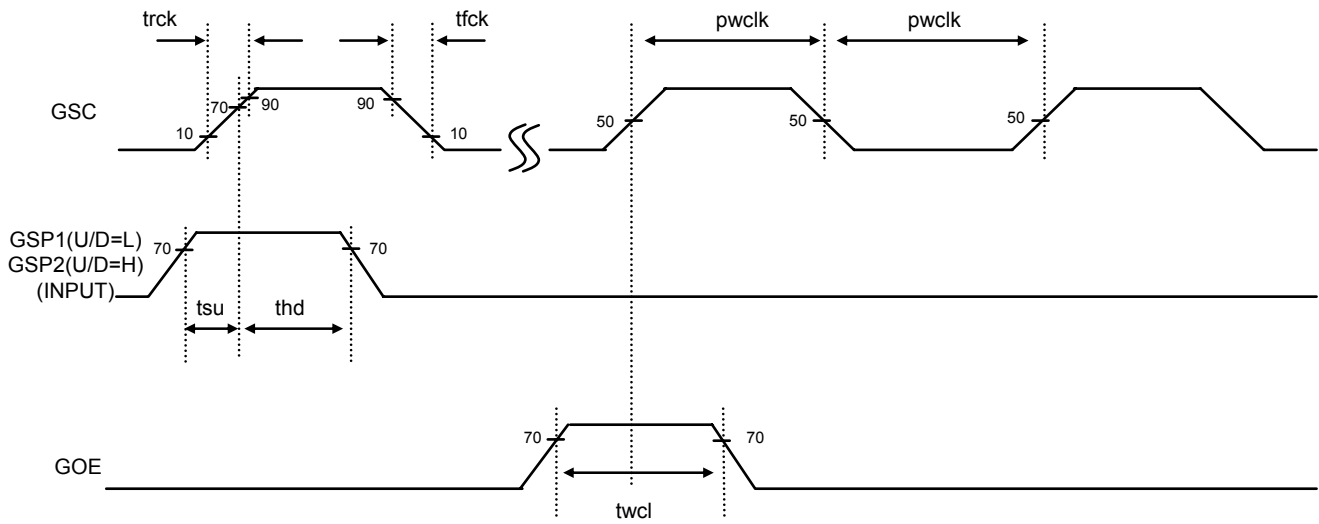 trck
tfck
pwclk
pwclk
GSC
10
70
90
90
10
50
50
50
GSP1(U/D=L)
GSP2(U/D=H)
(INPUT)
70
70
tsu
thd
GOE
70
70
twcl